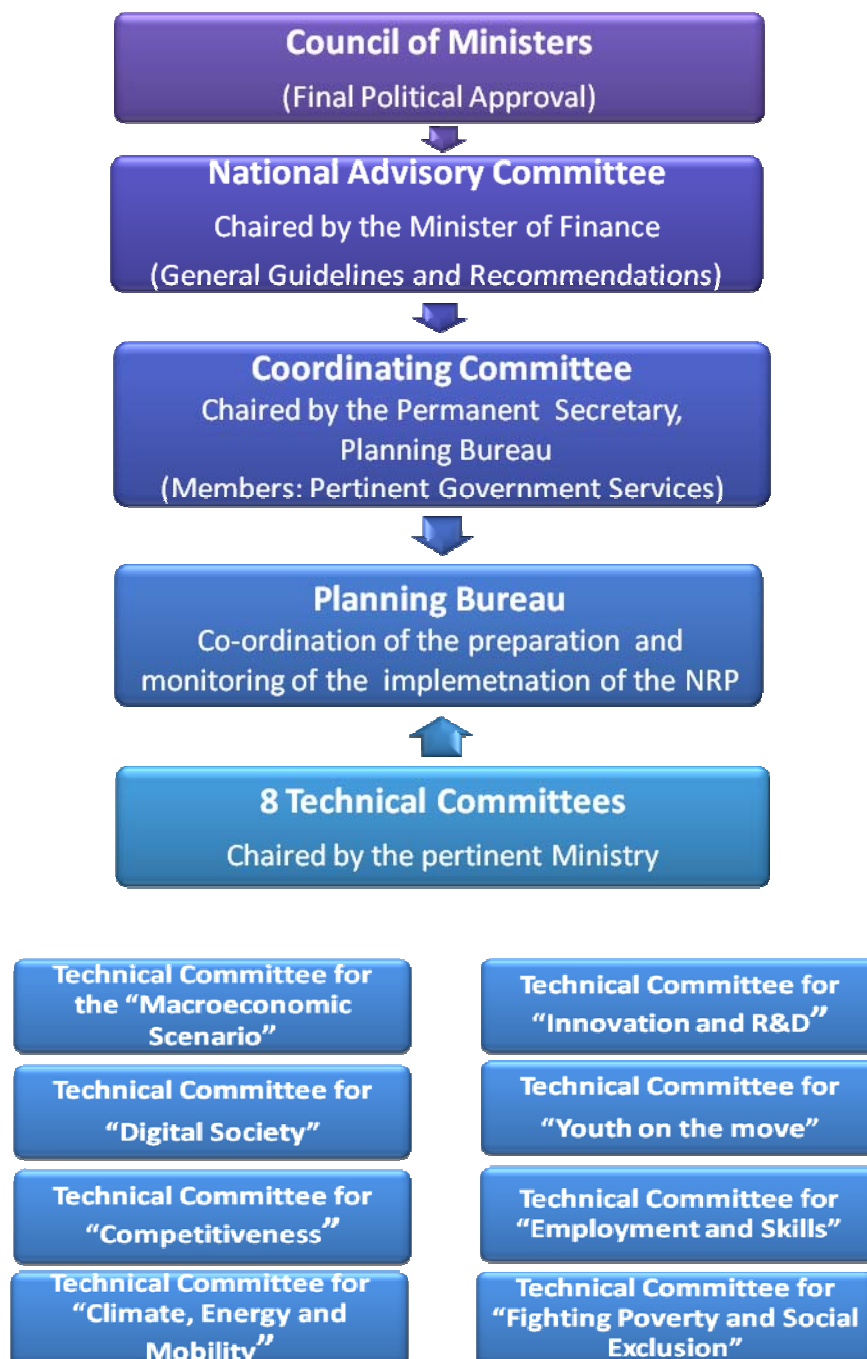 Council of Ministers
(Final Political Approval)
National Advisory Committee
Chaired by the Minister of Finance
(General Guidelines and Recommendations)
Coordinating Committee
Chaired by the Permanent Secretary,
Planning Bureau
(Members: Pertinent Government Services)
Planning Bureau
Co-ordination of the preparation and
monitoring of the implemetnation of the NRP
8 Technical Committees
Chaired by the pertinent Ministry
Technical Committee for
the “Macroeconomic
Scenario”
Technical Committee for
“Innovation and R&D”
Technical Committee for
“Digital Society”
Technical Committee for
“Youth on the move”
Technical Committee for
“Competitiveness”
Technical Committee for
“Employment and Skills”
Technical Committee for
“Climate, Energy and
Mobility”
Technical Committee for
“Fighting Poverty and Social
Exclusion”